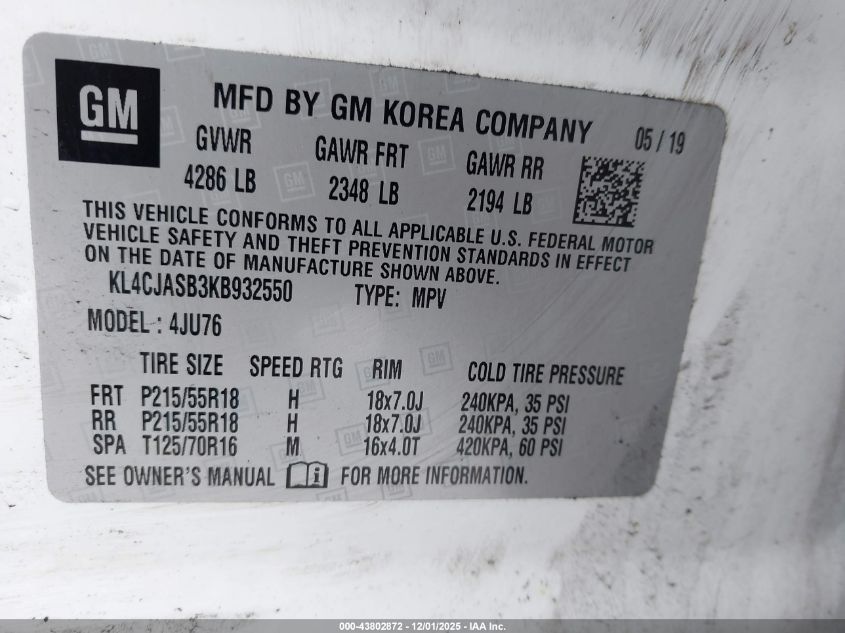 GM
MFD BY GM KOREA COMPANY 05 / 19
GVWR GAWR FRT GAWR RR
4286 LB 2348 LB 2194 LB
THIS VEHICLE CONFORMS TO ALL APPLICABLE U.S. FEDERAL MOTOR
VEHICLE SAFETY AND THEFT PREVENTION STANDARDS IN EFFECT
ON THE DATE OF MANUFACTURE SHOWN ABOVE.
KL4CJASB3KB932550 TYPE: MPV
MODEL : 4JU76
TIRE SIZE SPEED RTG RIM COLD TIRE PRESSURE
FRT P215/55R18 H 18x7.0J 240KPA, 35 PSI
RR P215/55R18 H 18x7.0J 240KPA, 35 PSI
SPA T125/70R16 M 16x4.0T 420KPA, 60 PSI
SEE OWNER'S MANUAL i FOR MORE INFORMATION.
000-43802872 - 12/01/2025 - IAA Inc.